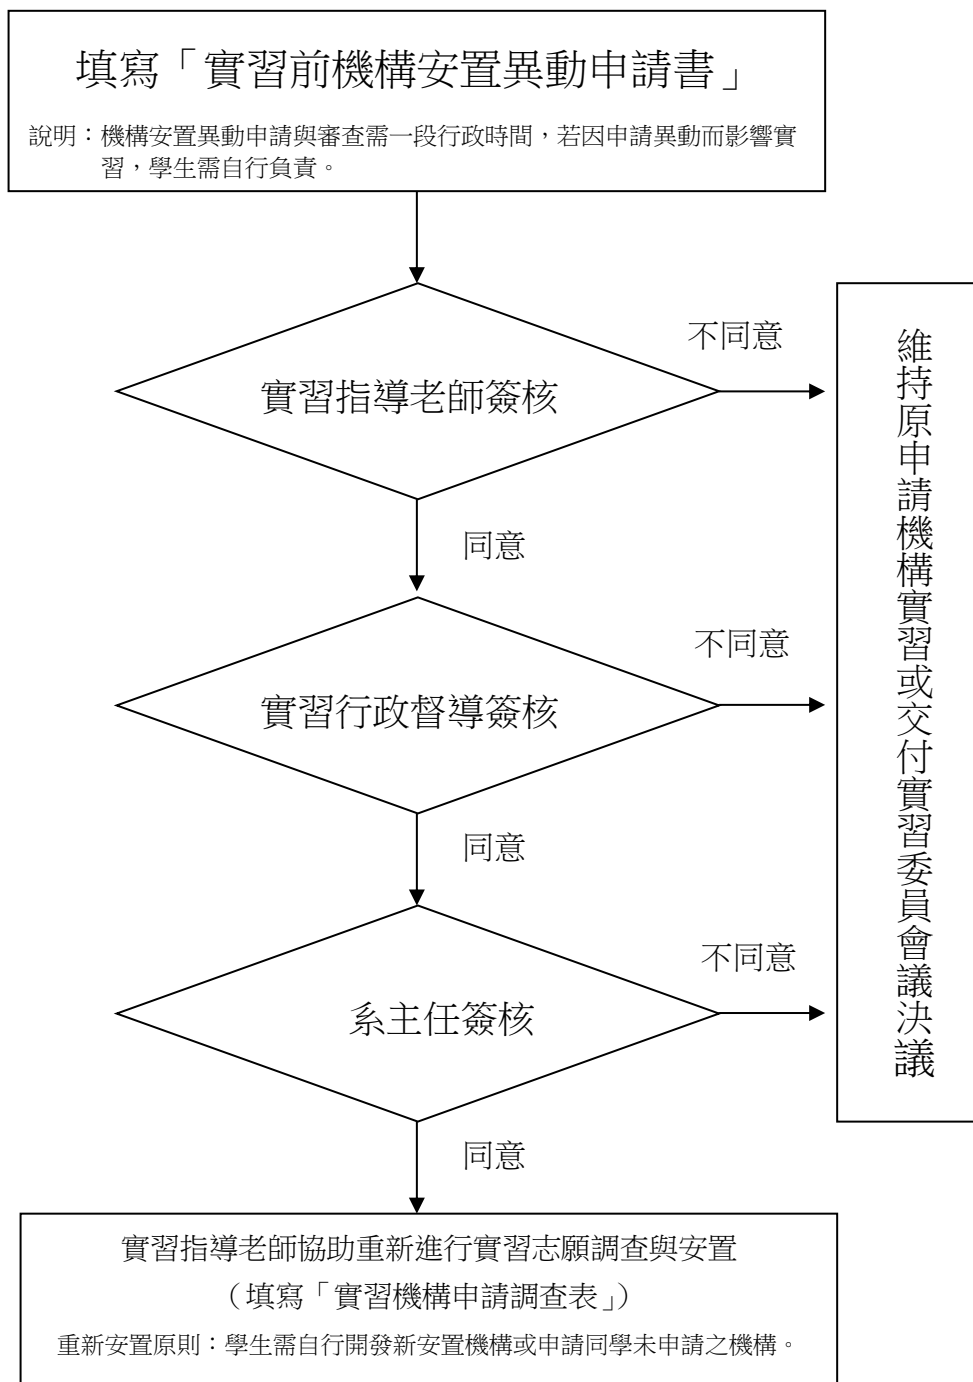 填寫「實習前機構安置異動申請書」
說明：機構安置異動申請與審查需一段行政時間，若因申請異動而影響實
習，學生需自行負責。
不同意
實習指導老師簽核
同意
不同意
實習行政督導簽核
同意
不同意
系主任簽核
同意
維持原申請機構實習或交付實習委員會議決議
實習指導老師協助重新進行實習志願調查與安置
（填寫「實習機構申請調查表」）
重新安置原則：學生需自行開發新安置機構或申請同學未申請之機構。